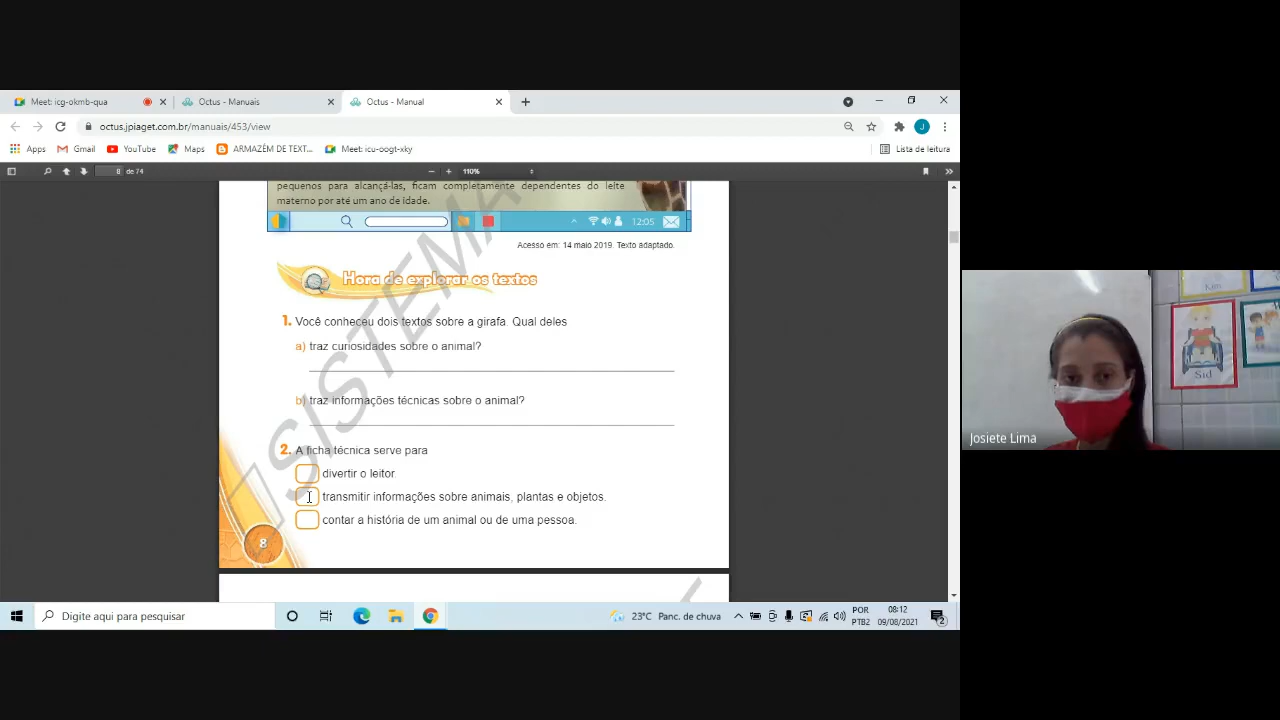 Meet: icg-okmb-qua
Octus - Manuais
Octus - Manual
octus.jpiaget.com.br/manuais/453/view
Apps
Gmail
YouTube
Maps
ARMAZÉM DE TEXT...
Meet: icu-oogt-xky
Lista de leitura
8 de 74
110%
pequenos para alcançá-las, ficam completamente dependentes do leite
materno por até um ano de idade.
12:05
Acesso em: 14 maio 2019. Texto adaptado.
Hora de explorar os textos
1. Você conheceu dois textos sobre a girafa. Qual deles
a) traz curiosidades sobre o animal?
b) traz informações técnicas sobre o animal?
2. A ficha técnica serve para
divertir o leitor.
transmitir informações sobre animais, plantas e objetos.
contar a história de um animal ou de uma pessoa.
8
SISTEMA
Digite aqui para pesquisar
23°C Panc. de chuva
POR
PTB2
08:12
09/08/2021
2
Kim
Sid
Josiete Lima